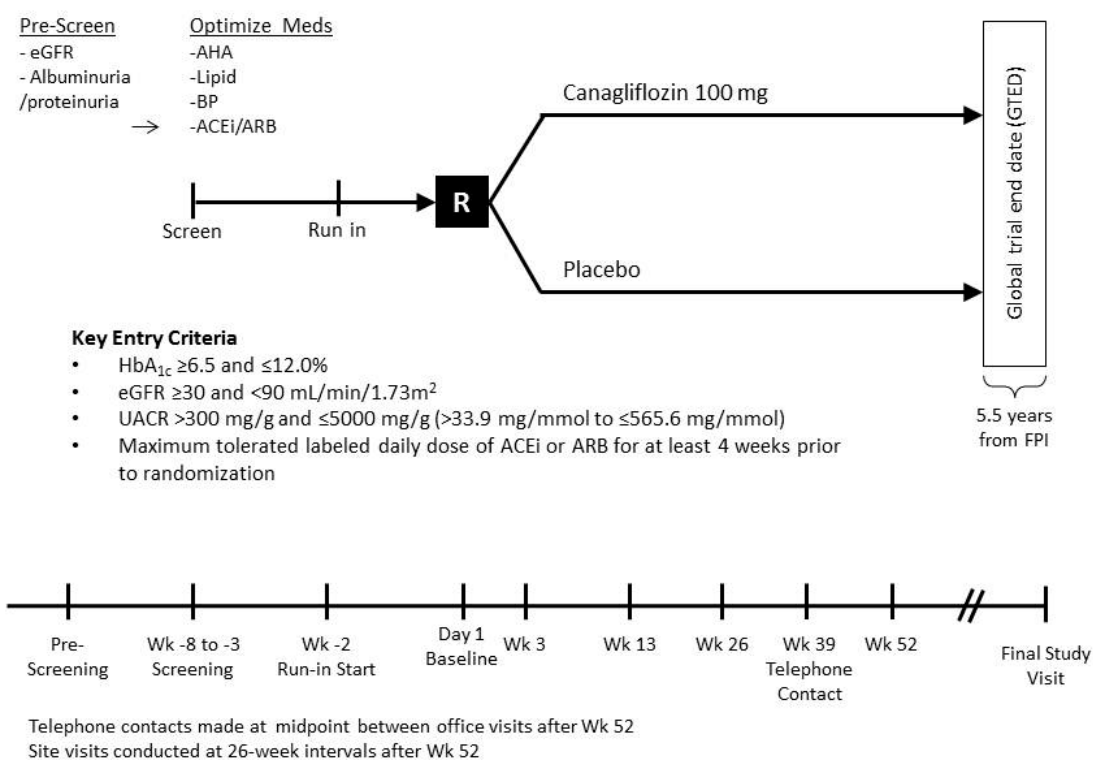 Pre-Screen
- eGFR
- Albuminuria
/proteinuria
→
Optimize Meds
-AHA
-Lipid
-BP
-ACEi/ARB
Screen
Run in
R
Canagliflozin 100 mg
Placebo
Global trial end date (GTED)
5.5 years
from FPI
Key Entry Criteria
• HbA1c ≥6.5 and ≤12.0%
• eGFR ≥30 and <90 mL/min/1.73m²
• UACR >300 mg/g and ≤5000 mg/g (>33.9 mg/mmol to ≤565.6 mg/mmol)
• Maximum tolerated labeled daily dose of ACEi or ARB for at least 4 weeks prior
to randomization
Pre-
Screening
Wk -8 to -3
Screening
Wk -2
Run-in Start
Day 1
Baseline
Wk 3
Wk 13
Wk 26
Wk 39
Telephone
Contact
Wk 52
Final Study
Visit
Telephone contacts made at midpoint between office visits after Wk 52
Site visits conducted at 26-week intervals after Wk 52